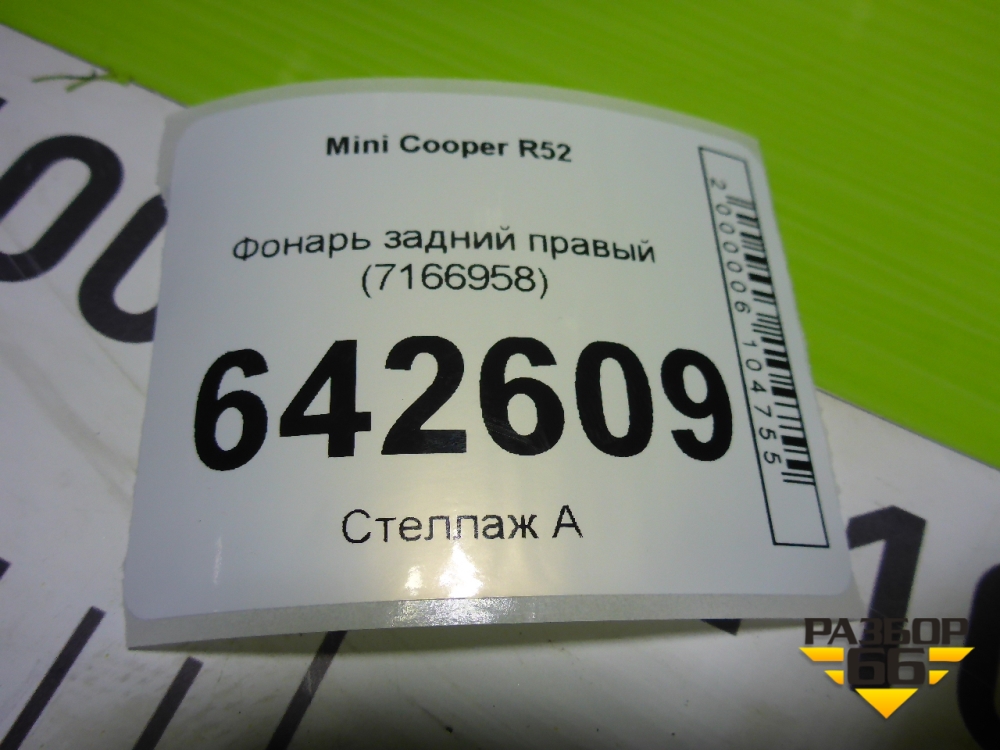 Mini Cooper R52
Фонарь задний правый
(7166958)
642609
Стеллаж А
2000006104755
РАЗБОР
66